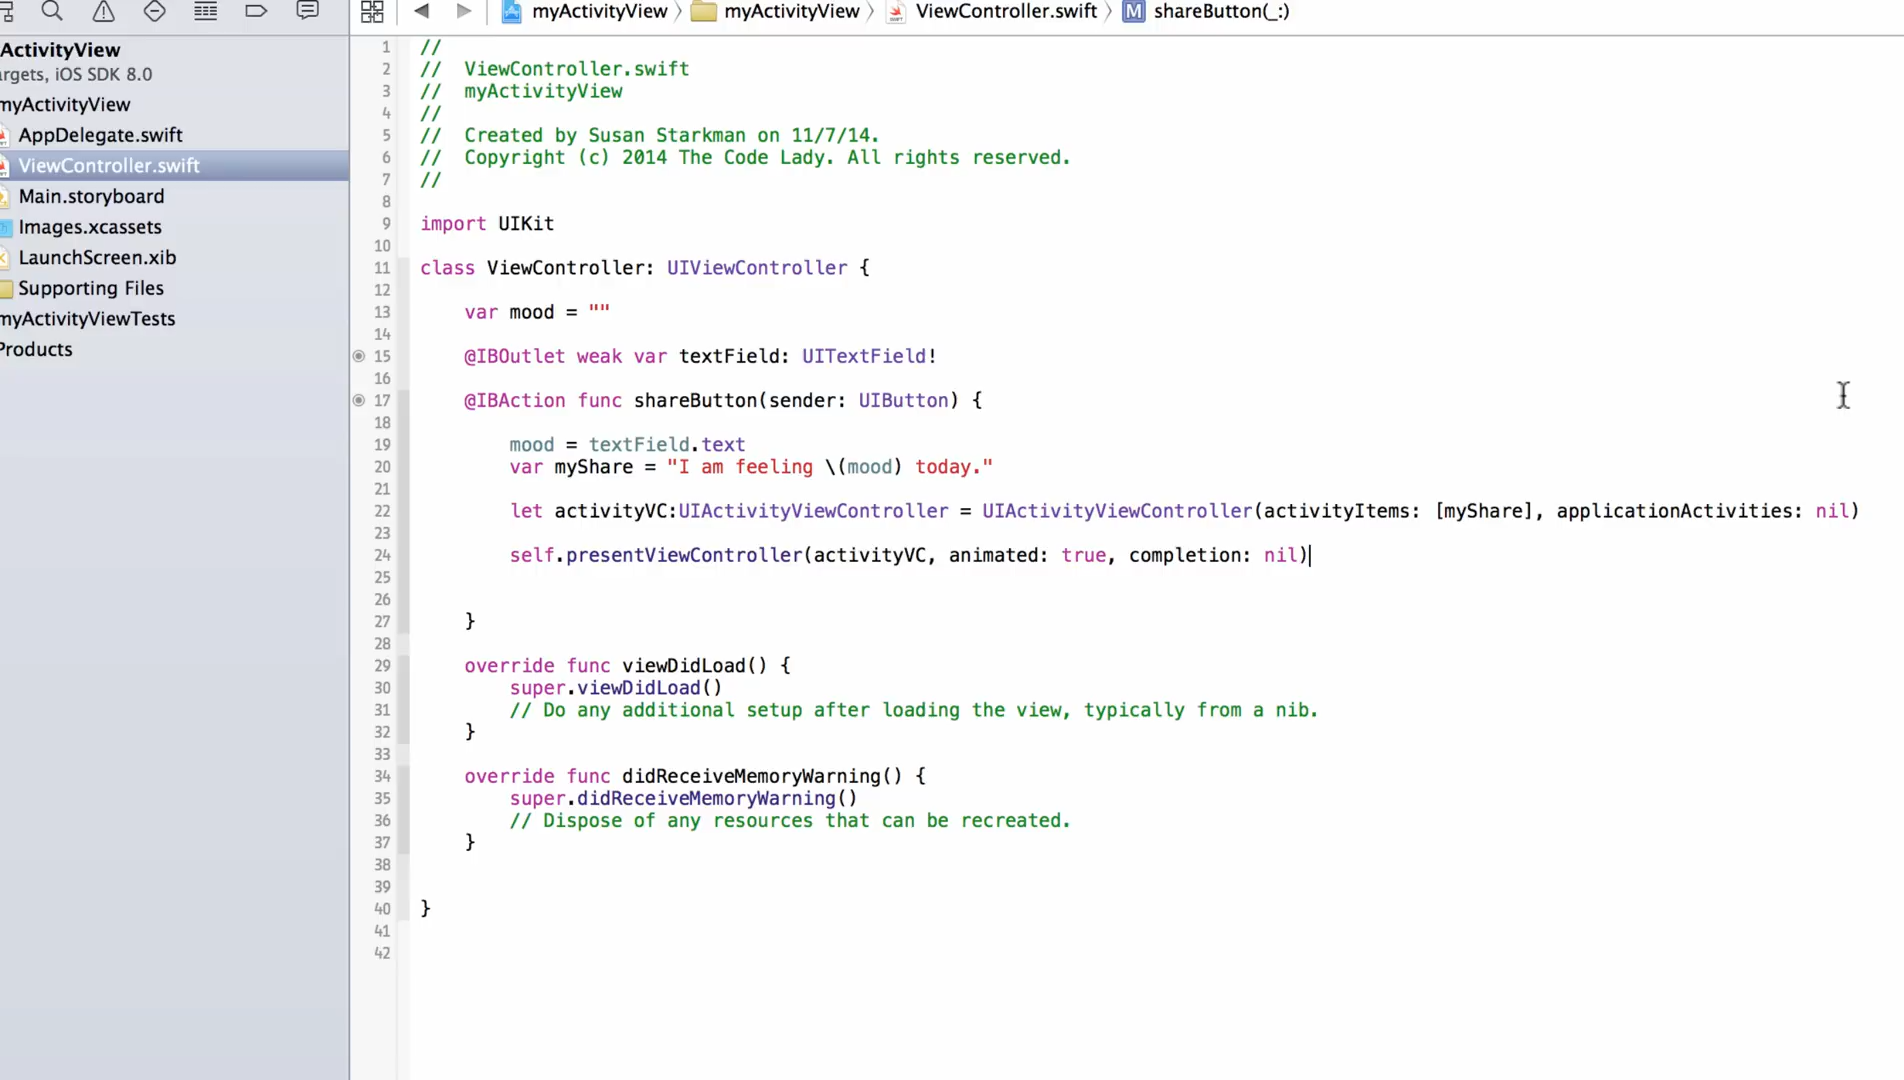 myActivityView
myActivityView
ViewController.swift
M
shareButton(_:)
ActivityView
argets, iOS SDK 8.0
myActivityView
AppDelegate.swift
ViewController.swift
Main.storyboard
Images.xcassets
LaunchScreen.xib
Supporting Files
myActivityViewTests
Products
1 //
2 //  ViewController.swift
3 //  myActivityView
4 //
5 //  Created by Susan Starkman on 11/7/14.
6 //  Copyright (c) 2014 The Code Lady. All rights reserved.
7 //
8
9 import UIKit
10
11 class ViewController: UIViewController {
12
13     var mood = ""
14
15     @IBOutlet weak var textField: UITextField!
16
17     @IBAction func shareButton(sender: UIButton) {
18
19         mood = textField.text
20         var myShare = "I am feeling \(mood) today."
21
22         let activityVC:UIActivityViewController = UIActivityViewController(activityItems: [myShare], applicationActivities: nil)
23
24         self.presentViewController(activityVC, animated: true, completion: nil)
25
26
27     }
28
29     override func viewDidLoad() {
30         super.viewDidLoad()
31         // Do any additional setup after loading the view, typically from a nib.
32     }
33
34     override func didReceiveMemoryWarning() {
35         super.didReceiveMemoryWarning()
36         // Dispose of any resources that can be recreated.
37     }
38
39
40 }
41
42